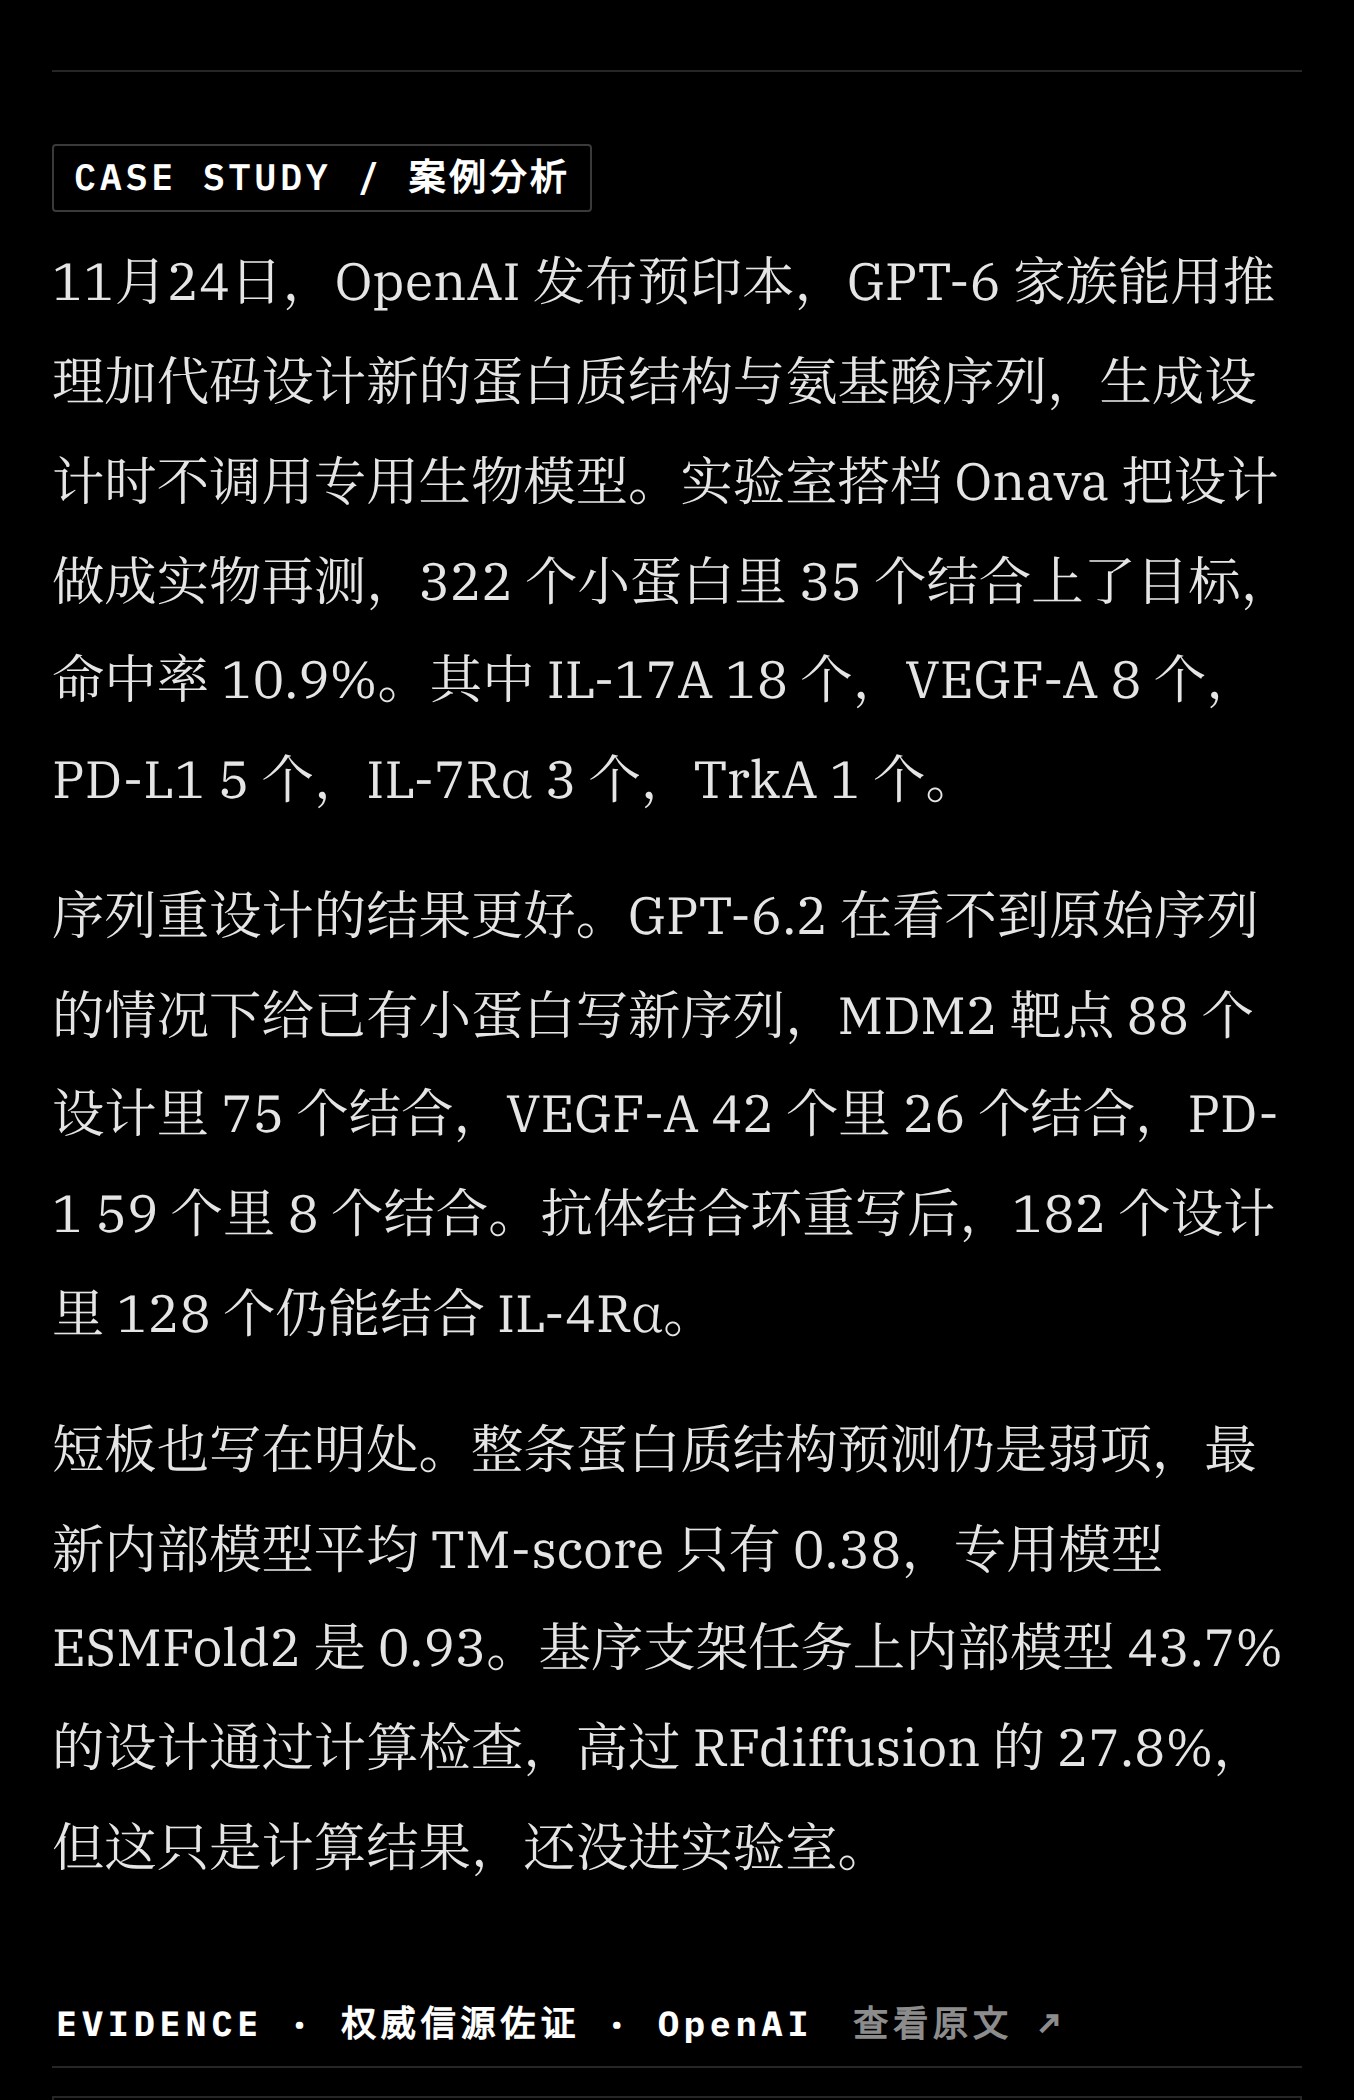 CASE STUDY / 案例分析
11月24日，OpenAI 发布预印本，GPT-6 家族能用推
理加代码设计新的蛋白质结构与氨基酸序列，生成设
计时不调用专用生物模型。实验室搭档 Onava 把设计
做成实物再测，322 个小蛋白里 35 个结合上了目标，
命中率 10.9%。其中 IL-17A 18 个，VEGF-A 8 个，
PD-L1 5 个，IL-7Rα 3 个，TrkA 1 个。
序列重设计的结果更好。GPT-6.2 在看不到原始序列
的情况下给已有小蛋白写新序列，MDM2 靶点 88 个
设计里 75 个结合，VEGF-A 42 个里 26 个结合，PD-
1 59 个里 8 个结合。抗体结合环重写后，182 个设计
里 128 个仍能结合 IL-4Rα。
短板也写在明处。整条蛋白质结构预测仍是弱项，最
新内部模型平均 TM-score 只有 0.38，专用模型
ESMFold2 是 0.93。基序支架任务上内部模型 43.7%
的设计通过计算检查，高过 RFdiffusion 的 27.8%，
但这只是计算结果，还没进实验室。
EVIDENCE · 权威信源佐证 · OpenAI 查看原文 ↗